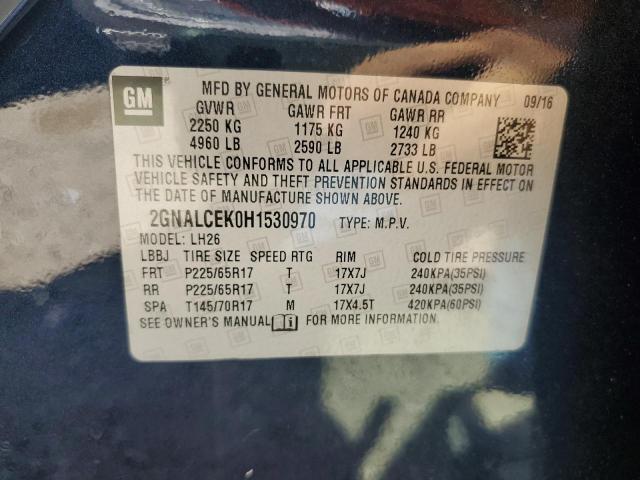 GM MFD BY GENERAL MOTORS OF CANADA COMPANY 09/16
GVWR GAWR FRT GAWR RR
2250 KG 1175 KG 1240 KG
4960 LB 2590 LB 2733 LB
THIS VEHICLE CONFORMS TO ALL APPLICABLE U.S. FEDERAL MOTOR
VEHICLE SAFETY AND THEFT PREVENTION STANDARDS IN EFFECT ON
THE DATE OF MANUFACTURE SHOWN ABOVE.
2GNALCEK0H1530970 TYPE: M.P.V.
MODEL: LH26
LBBJ TIRE SIZE SPEED RTG RIM COLD TIRE PRESSURE
FRT P225/65R17 T 17X7J 240KPA(35PSI)
RR P225/65R17 T 17X7J 240KPA(35PSI)
SPA T145/70R17 M 17X4.5T 420KPA(60PSI)
SEE OWNER'S MANUAL FOR MORE INFORMATION.